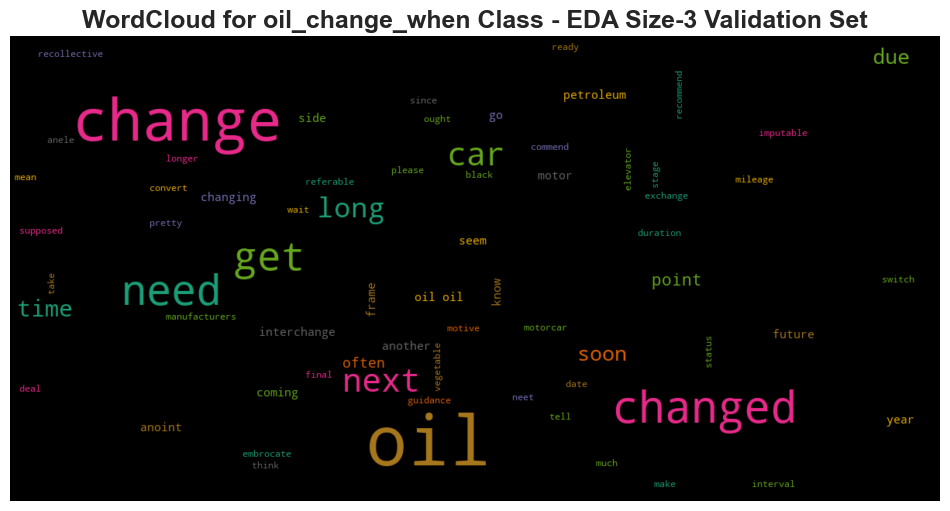 WordCloud for oil_change_when Class - EDA Size-3 Validation Set
recollective
ready
due
petroleum
recommend
since
change
side
ought
go
imputable
anele
longer
car
commend
please
black
motor
elevator
stage
mean
convert
referable
mileage
changing
exchange
wait
long
pretty
supposed
duration
seem
get
take
need
frame
oil oil
know
point
switch
time
manufacturers
interchange
motive
motorcar
future
another
vegetable
status
often
soon
final
next
deal
coming
guidance
neet
date
changed
anoint
oil
tell
year
embrocate
think
much
make
interval